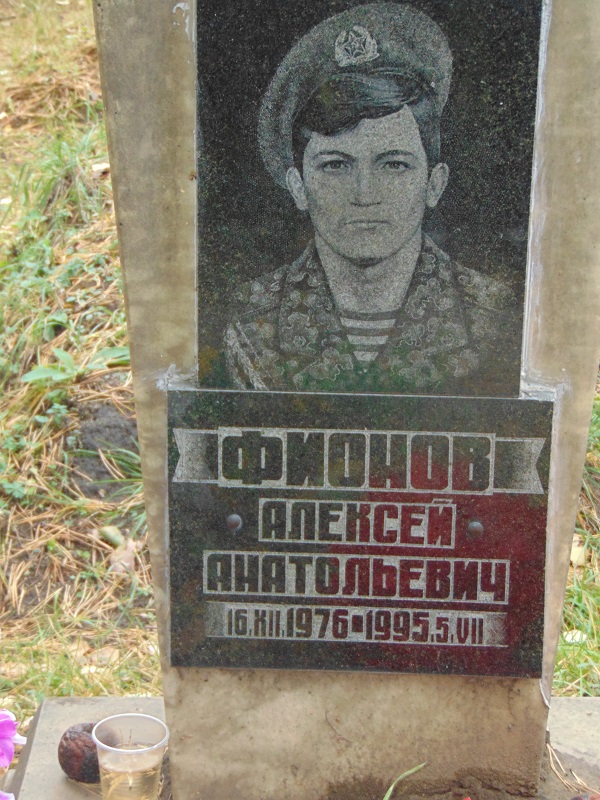 ФИОНОВ
АЛЕКСЕЙ
АНАТОЛЬЕВИЧ
16.XII.1976-1995.5.VII